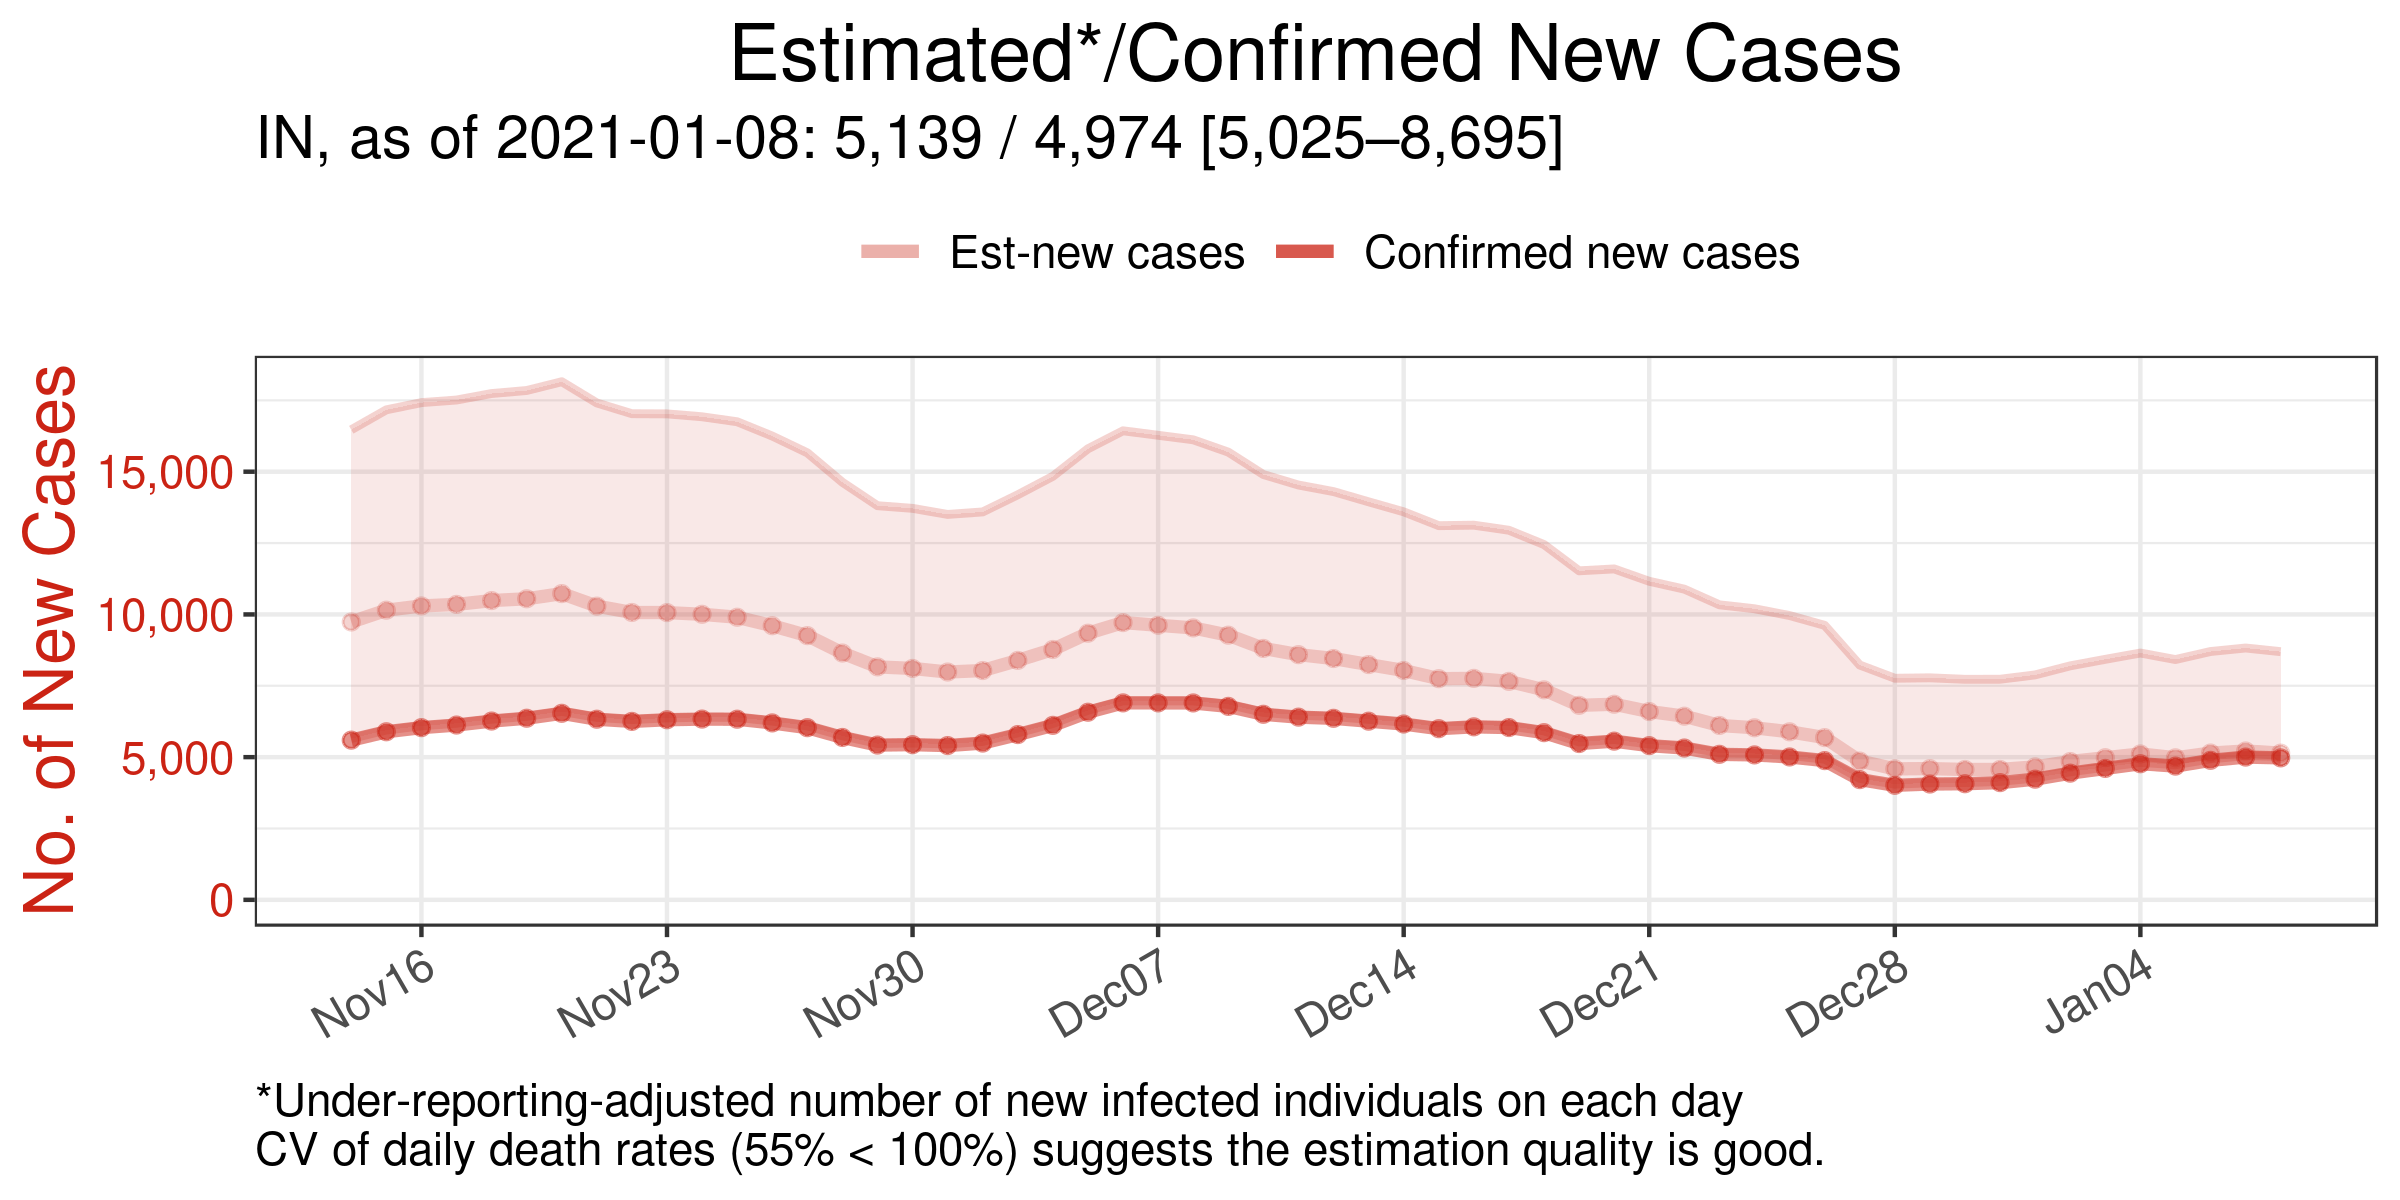 Estimated*/Confirmed New Cases
IN, as of 2021-01-08: 5,139 / 4,974 [5,025–8,695]
Est-new cases Confirmed new cases
No. of New Cases
15,000
10,000
5,000
0
Nov16 Nov23 Nov30 Dec07 Dec14 Dec21 Dec28 Jan04
*Under-reporting-adjusted number of new infected individuals on each day
CV of daily death rates (55% < 100%) suggests the estimation quality is good.